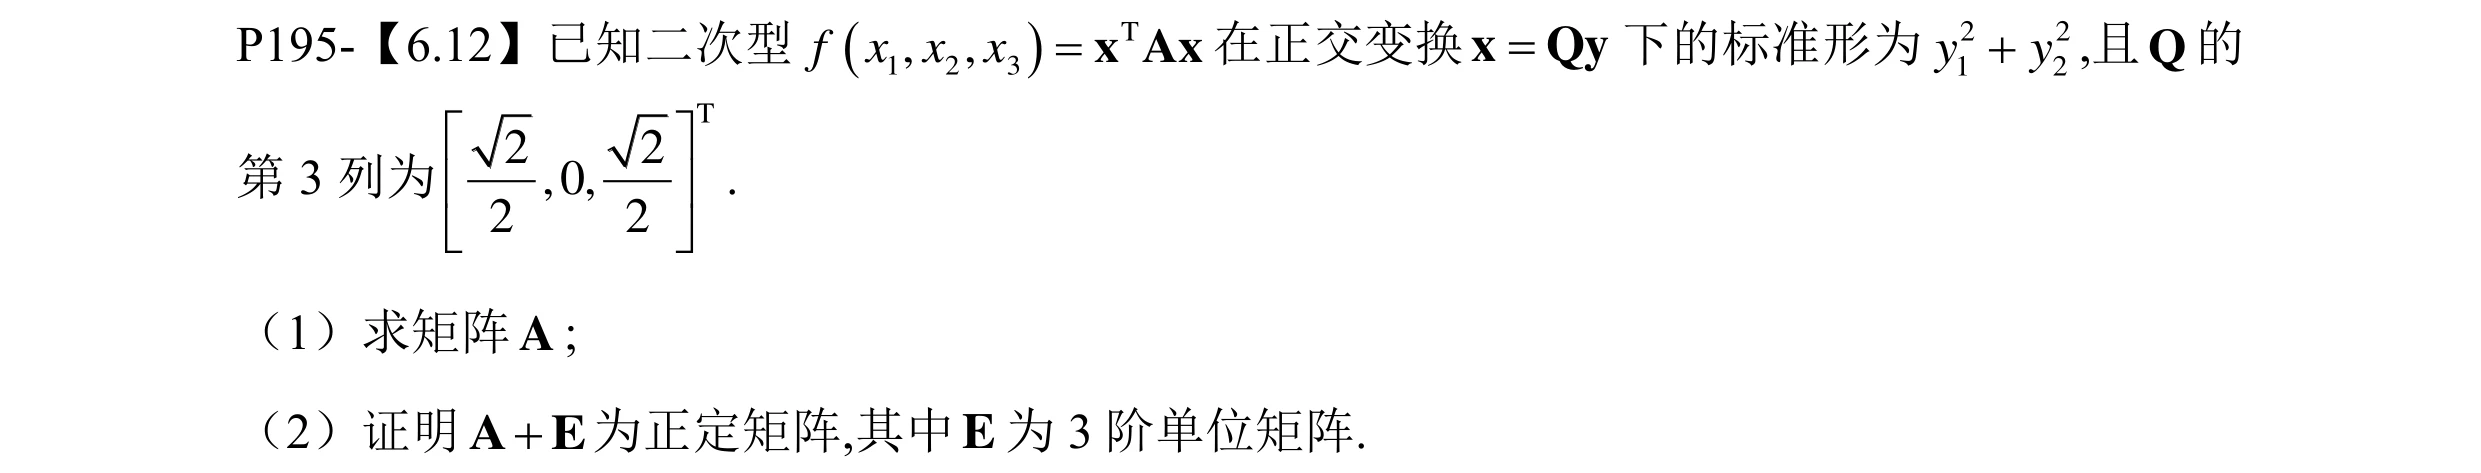 P195-【6.12】已知二次型 $f(x_1,x_2,x_3)=\mathbf{x}^{\mathrm{T}}\mathbf{A}\mathbf{x}$ 在正交变换 $\mathbf{x}=\mathbf{Q}\mathbf{y}$ 下的标准形为 $y_1^2+y_2^2$,且 $\mathbf{Q}$ 的
第 3 列为 $\left[\frac{\sqrt{2}}{2},0,\frac{\sqrt{2}}{2}\right]^{\mathrm{T}}$.
（1）求矩阵 $\mathbf{A}$;
（2）证明 $\mathbf{A}+\mathbf{E}$ 为正定矩阵,其中 $\mathbf{E}$ 为 3 阶单位矩阵.